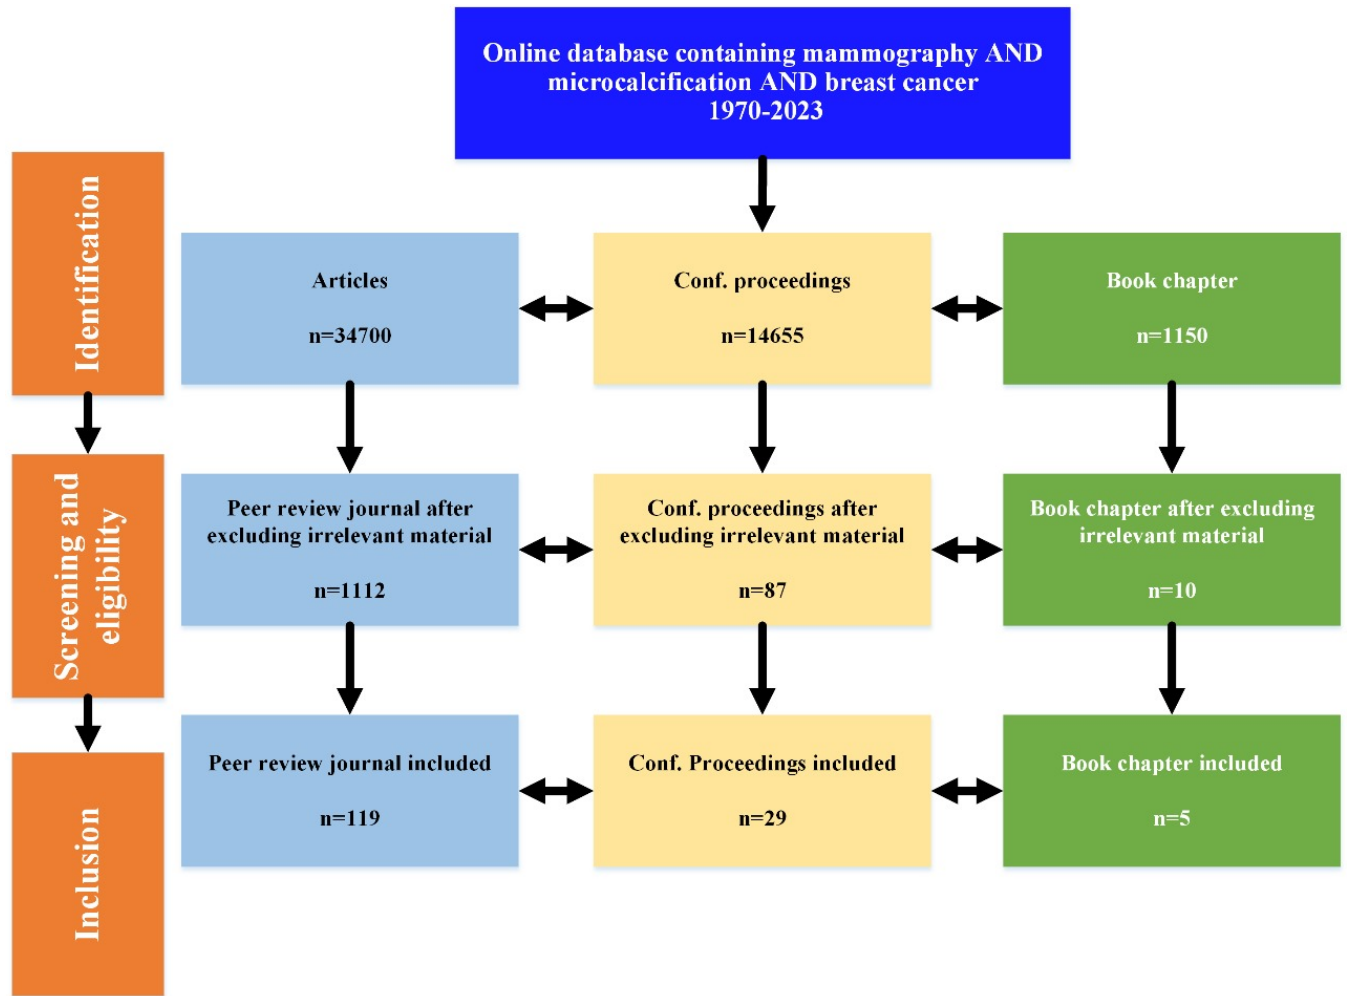 Online database containing mammography AND
microcalcification AND breast cancer
1970-2023
Identification
Articles
n=34700
Conf. proceedings
n=14655
Book chapter
n=1150
Screening and
eligibility
Peer review journal after
excluding irrelevant material
n=1112
Conf. proceedings after
excluding irrelevant material
n=87
Book chapter after excluding
irrelevant material
n=10
Inclusion
Peer review journal included
n=119
Conf. Proceedings included
n=29
Book chapter included
n=5